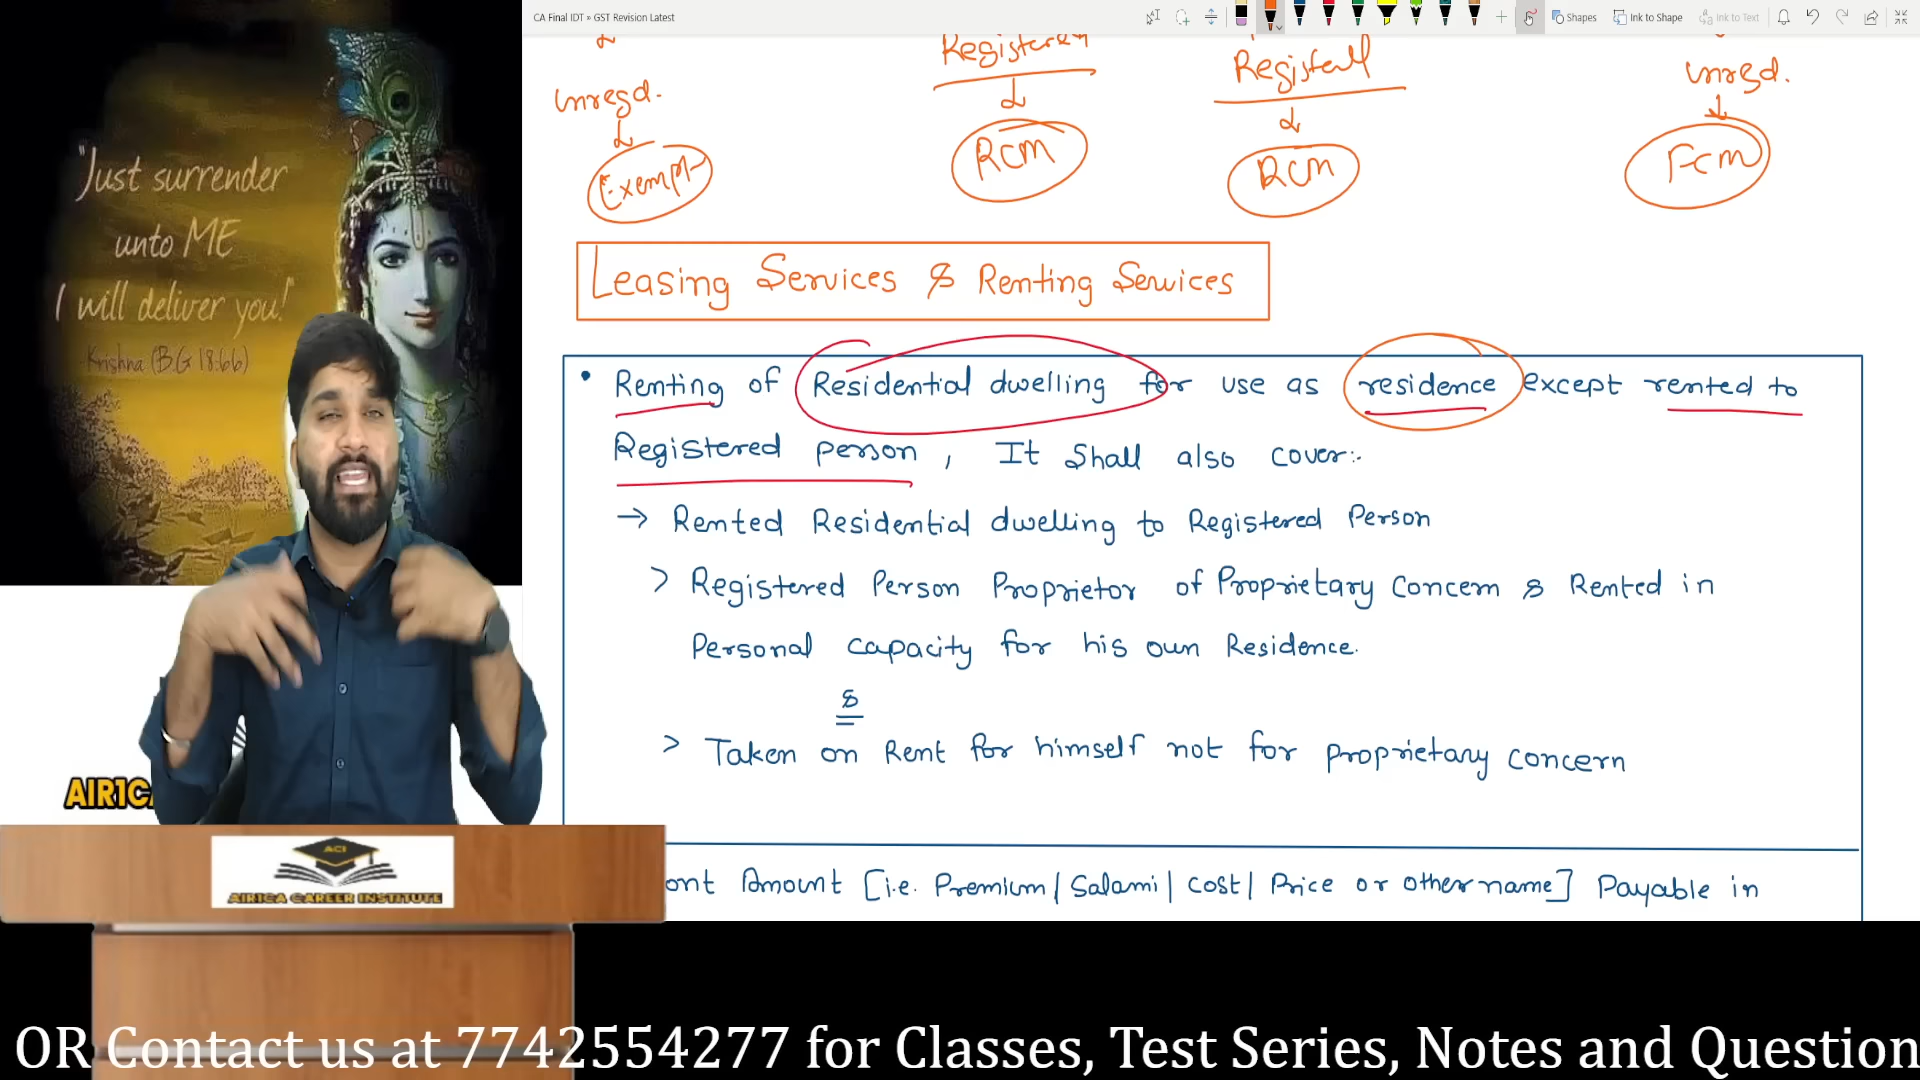 CA Final IDT » GST Revision Latest
Shapes
Ink to Shape
Ink to Text
Registered
Registered
unregd.
unregd.
Exempt
RCM
RCM
FCM
"Just surrender
unto ME
I will deliver you!"
Krishna (B.G 18:66)
Leasing Services & Renting Services
• Renting of Residential dwelling for use as residence except rented to
Registered person, It Shall also cover:-
→ Rented Residential dwelling to Registered Person
> Registered Person Proprietor of Proprietary Concern & Rented in
Personal capacity for his own Residence.
&
> Taken on Rent for himself not for proprietary concern
ont Amount [i.e. Premium/Salami/cost/Price or other name] Payable in
AIR1CA
ACI
AIR1CA CAREER INSTITUTE
OR Contact us at 7742554277 for Classes, Test Series, Notes and Question